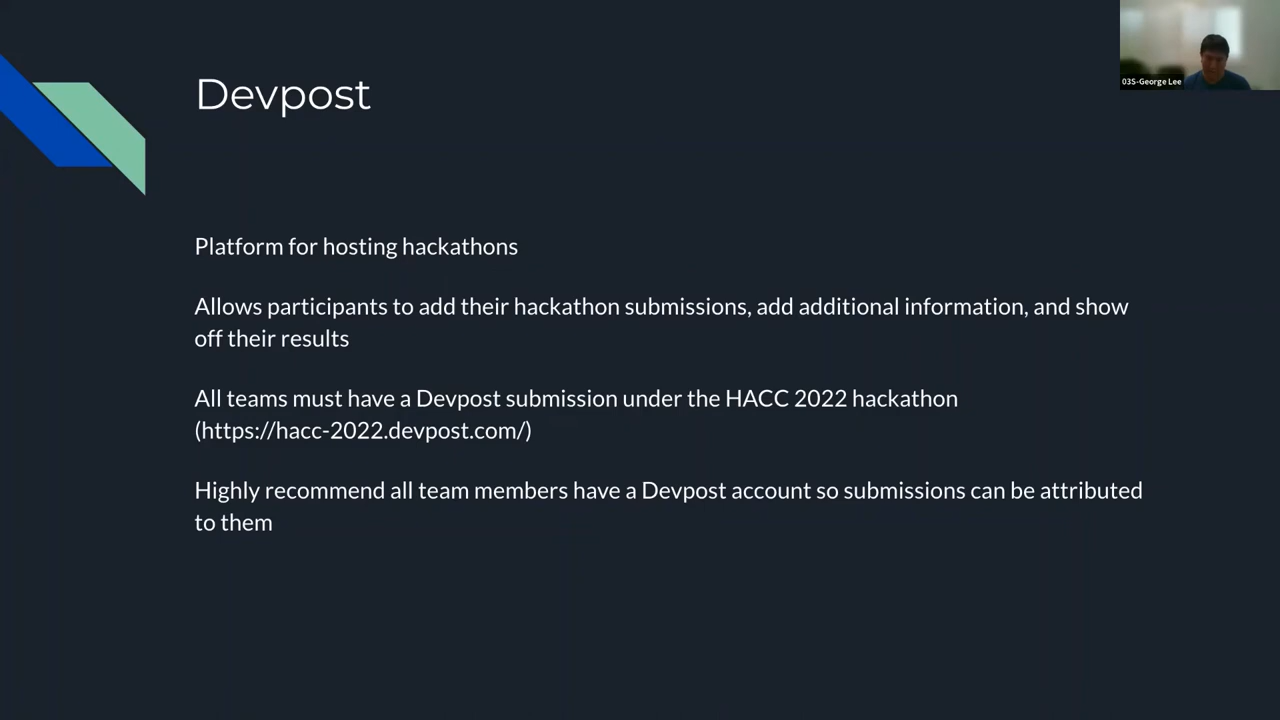 Devpost
03S-George Lee
Platform for hosting hackathons
Allows participants to add their hackathon submissions, add additional information, and show
off their results
All teams must have a Devpost submission under the HACC 2022 hackathon
(https://hacc-2022.devpost.com/)
Highly recommend all team members have a Devpost account so submissions can be attributed
to them